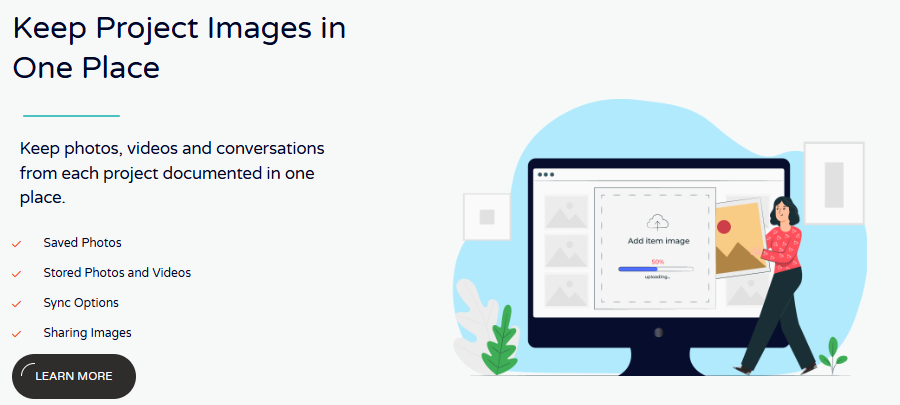 Keep Project Images in
One Place
Keep photos, videos and conversations
from each project documented in one
place.
Saved Photos
Stored Photos and Videos
Sync Options
Sharing Images
LEARN MORE
Add item image
50%
uploading...